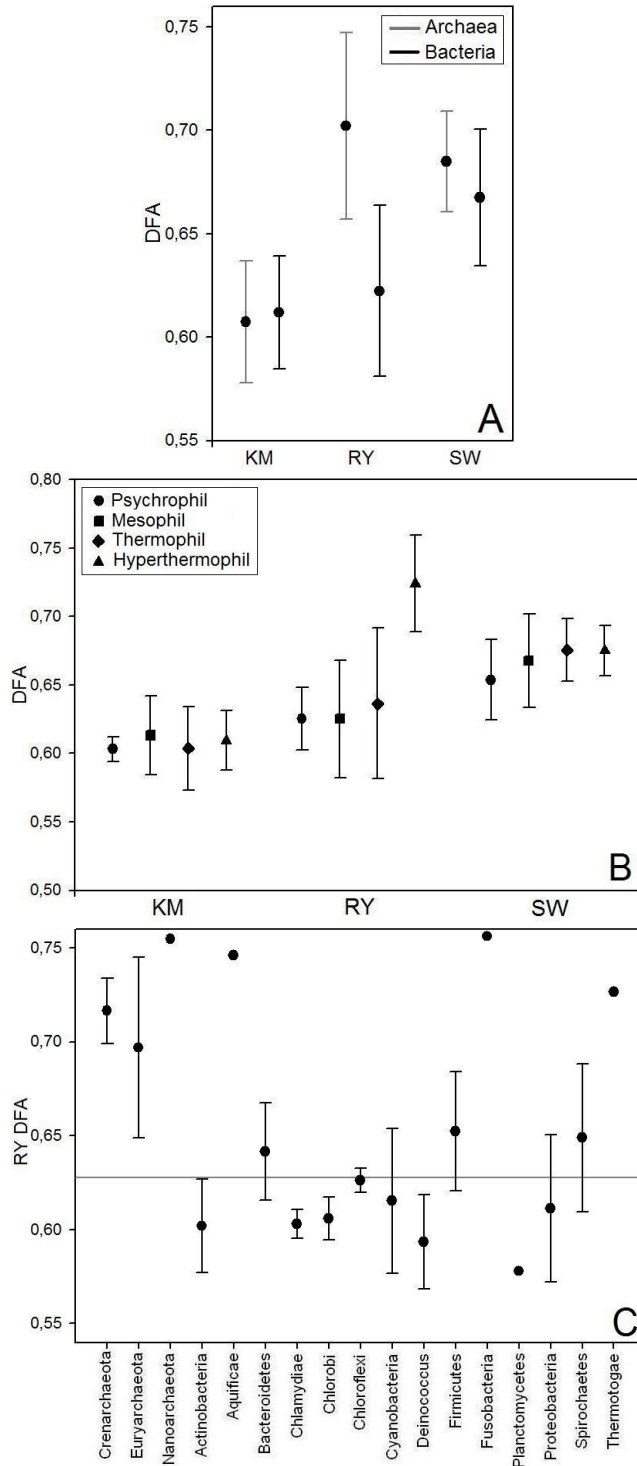 0,75
0,70
0,65
0,60
0,55
DFA
Archaea
Bacteria
A
KM RY SW
0,80
0,75
0,70
0,65
0,60
0,55
0,50
DFA
Psychrophil
Mesophil
Thermophil
Hyperthermophil
B
KM RY SW
0,75
0,70
0,65
0,60
0,55
RY DFA
C
Crenarchaeota
Euryarchaeota
Nanoarchaeota
Actinobacteria
Aquificae
Bacteroidetes
Chlamydiae
Chlorobi
Chloroflexi
Cyanobacteria
Deinococcus
Firmicutes
Fusobacteria
Planctomycetes
Proteobacteria
Spirochaetes
Thermotogae